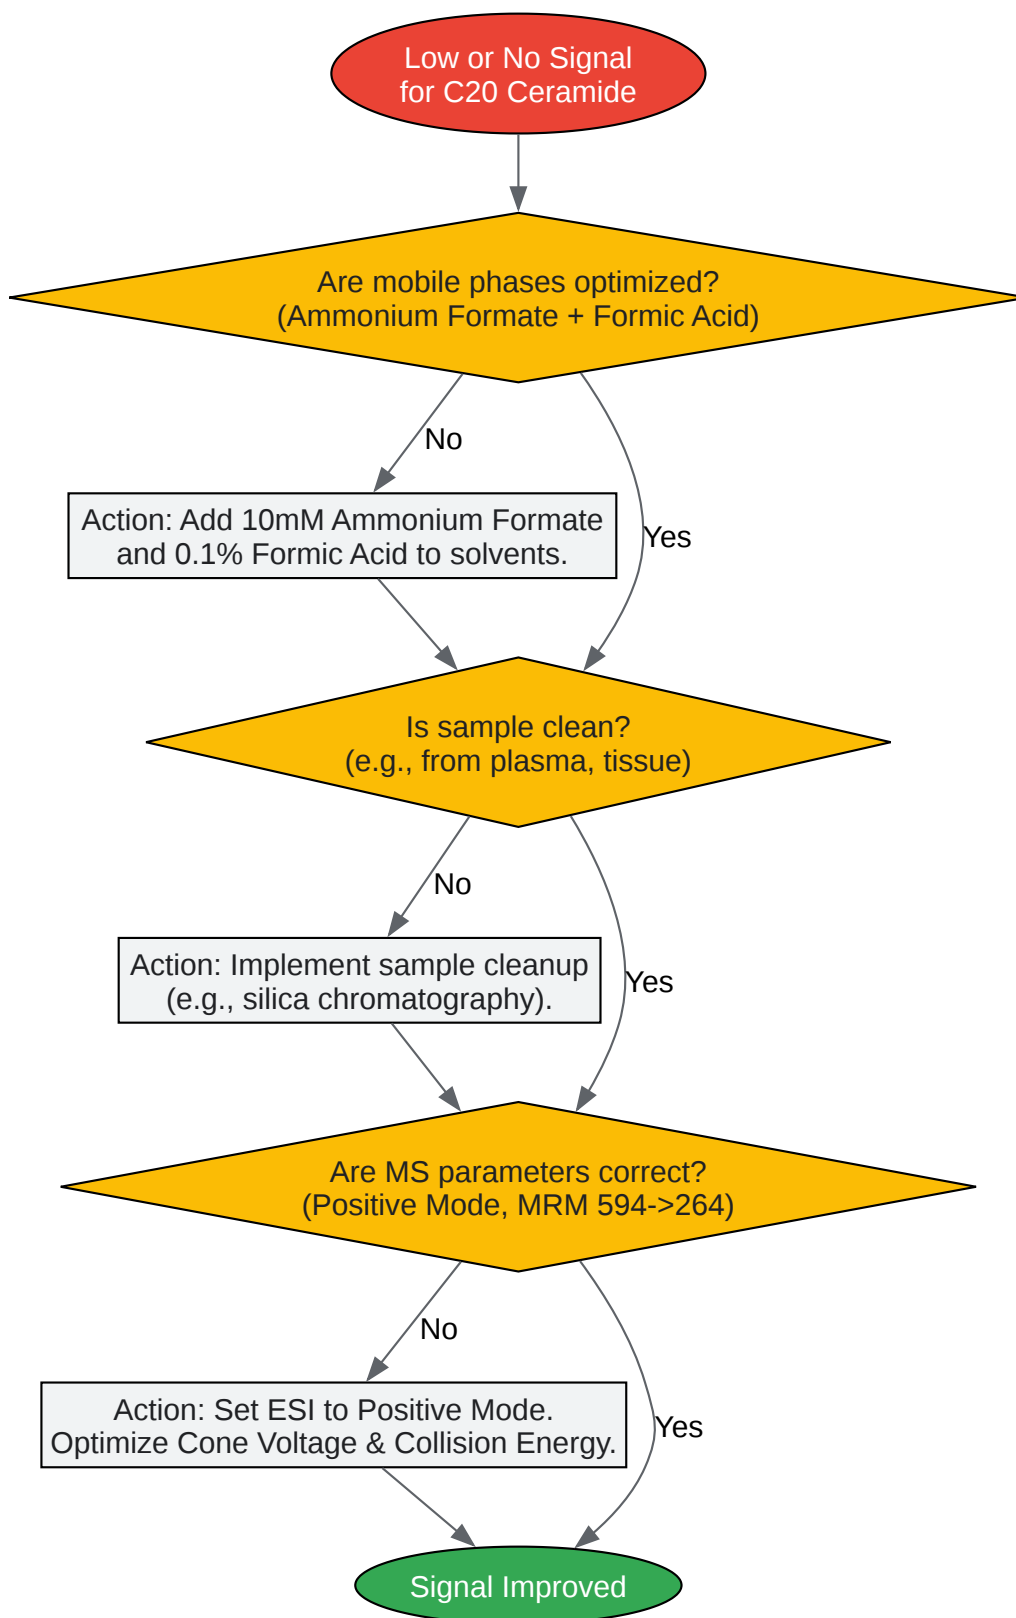 Low or No Signal
for C20 Ceramide
Are mobile phases optimized?
(Ammonium Formate + Formic Acid)
No
Action: Add 10mM Ammonium Formate
and 0.1% Formic Acid to solvents.
Yes
Is sample clean?
(e.g., from plasma, tissue)
No
Action: Implement sample cleanup
(e.g., silica chromatography).
Yes
Are MS parameters correct?
(Positive Mode, MRM 594->264)
No
Action: Set ESI to Positive Mode.
Optimize Cone Voltage & Collision Energy.
Yes
Signal Improved